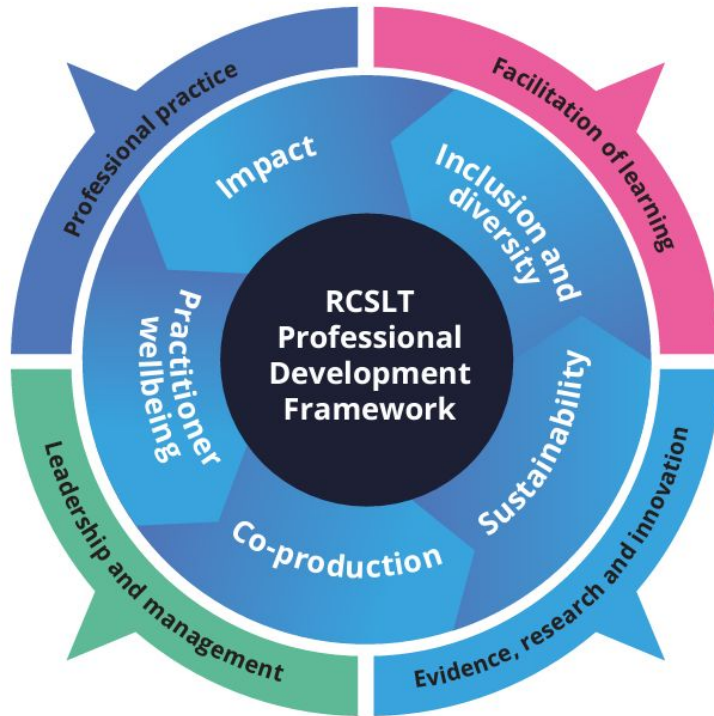 Professional practice
Facilitation of learning
Impact
Inclusion and
diversity
RCSLT
Professional
Development
Framework
Practitioner
wellbeing
Sustainability
Co-production
Leadership and management
Evidence, research and innovation